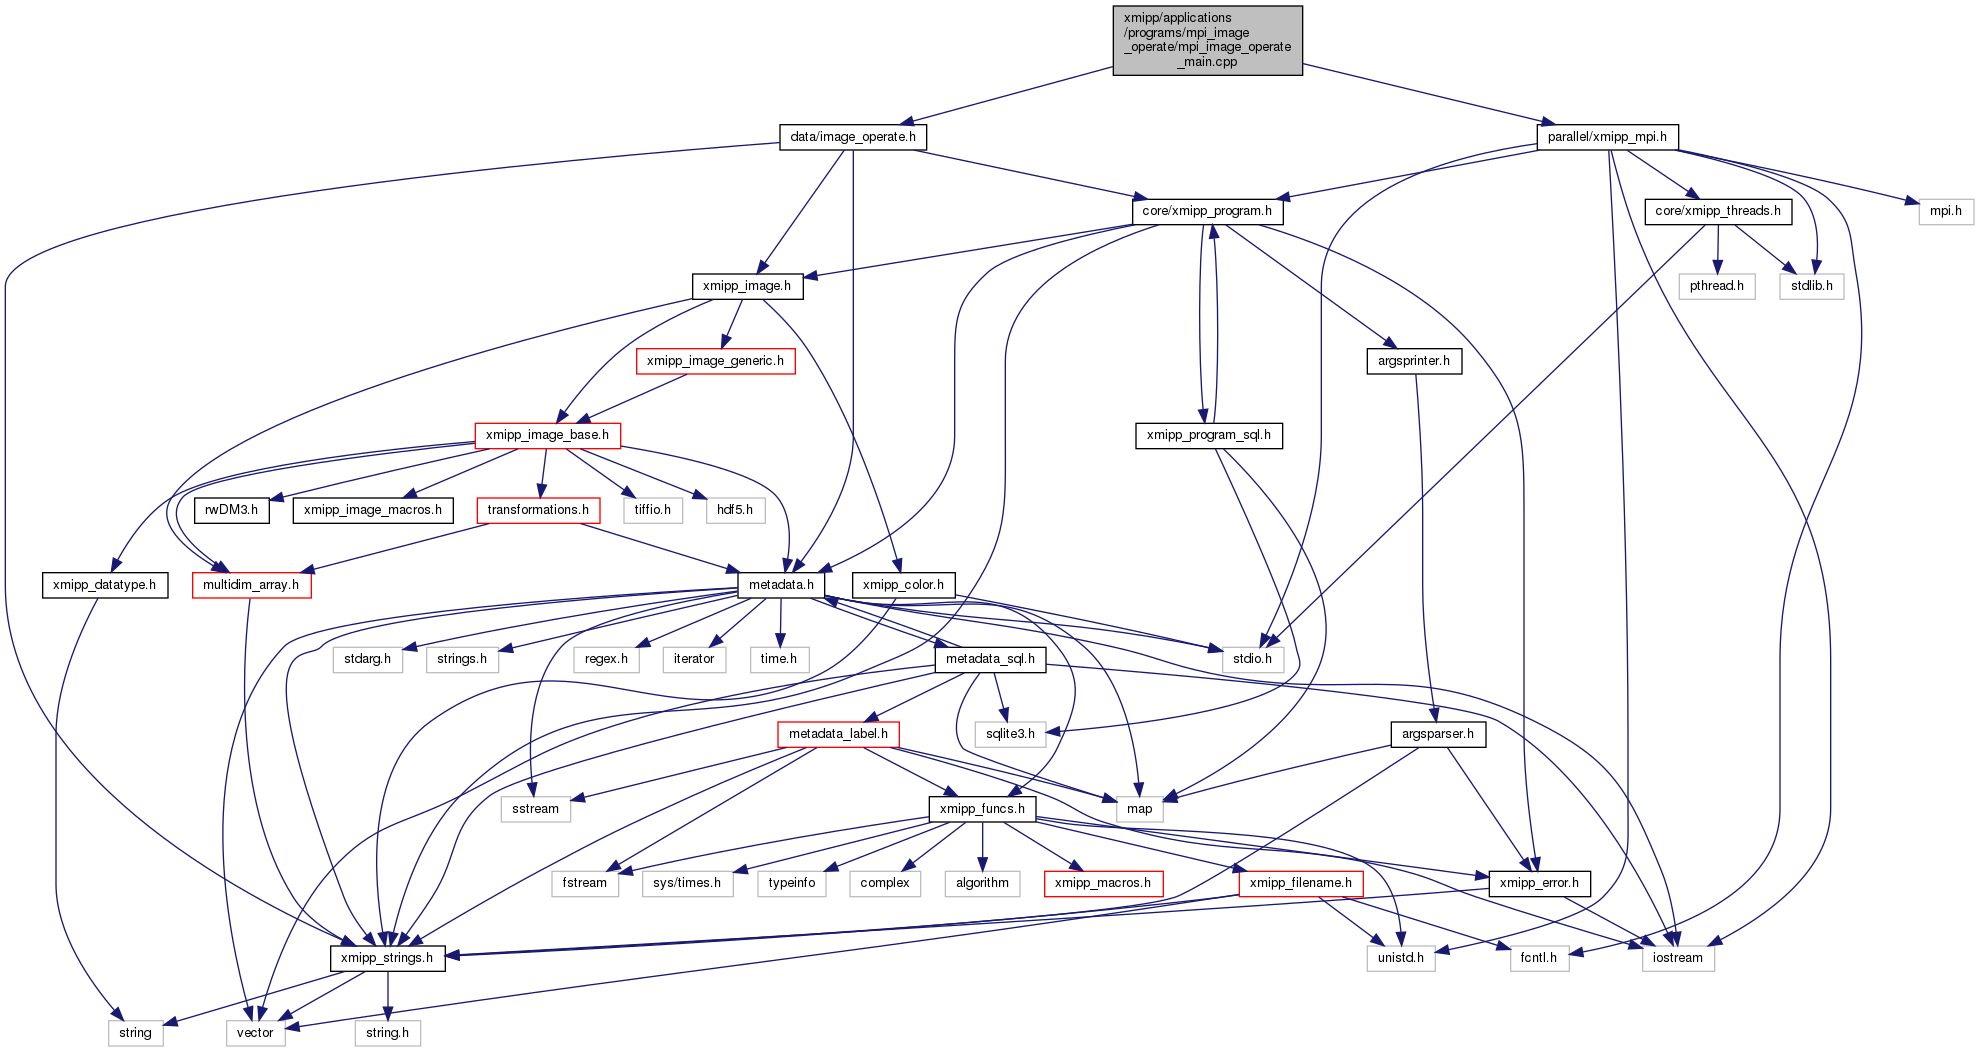 xmipp/applications
/programs/mpi_image
_operate/mpi_image_operate
_main.cpp
data/image_operate.h
parallel/xmipp_mpi.h
core/xmipp_program.h
core/xmipp_threads.h
mpi.h
xmipp_image.h
pthread.h
stdlib.h
xmipp_image_generic.h
argsprinter.h
xmipp_image_base.h
xmipp_program_sql.h
rwDM3.h
xmipp_image_macros.h
transformations.h
tiffio.h
hdf5.h
xmipp_datatype.h
multidim_array.h
metadata.h
xmipp_color.h
stdarg.h
strings.h
regex.h
iterator
time.h
metadata_sql.h
stdio.h
metadata_label.h
sqlite3.h
argsparser.h
sstream
xmipp_funcs.h
map
fstream
sys/times.h
typeinfo
complex
algorithm
xmipp_macros.h
xmipp_filename.h
xmipp_error.h
xmipp_strings.h
unistd.h
fcntl.h
iostream
string
vector
string.h